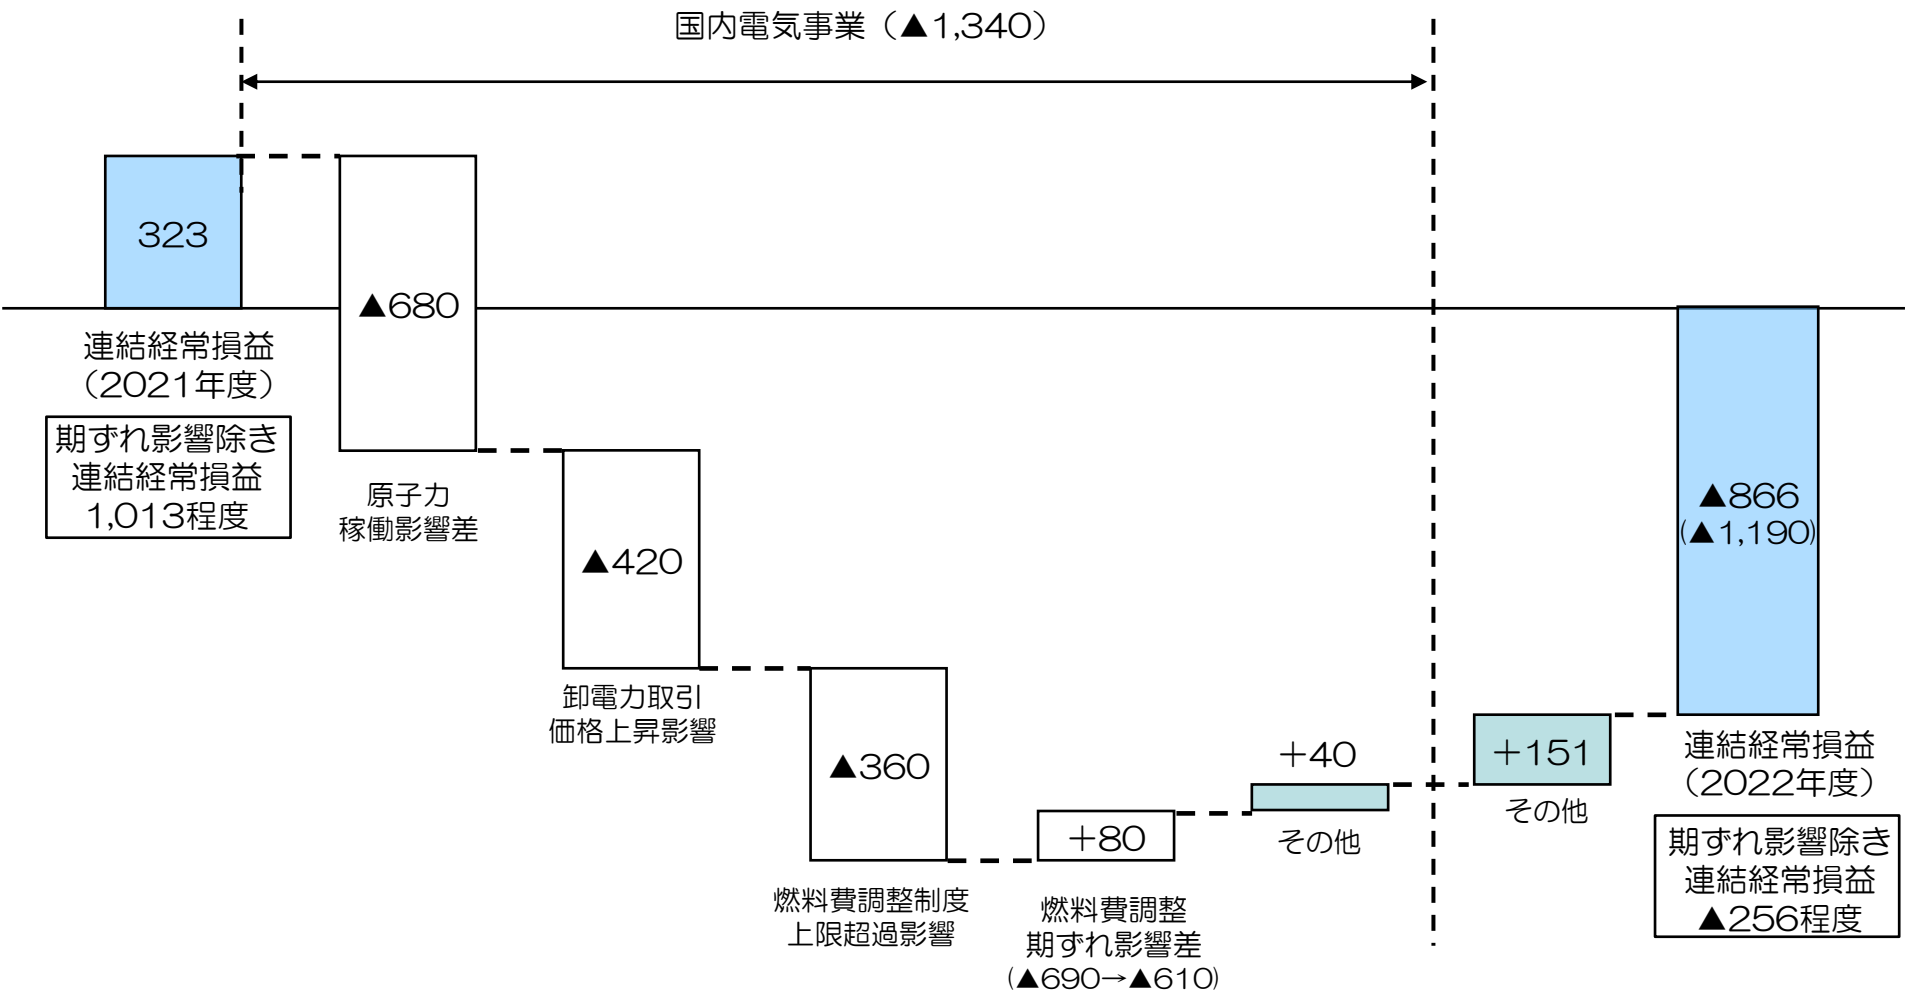 国内電気事業（▲1,340）
323
連結経常損益
（2021年度）
期ずれ影響除き
連結経常損益
1,013程度
▲680
原子力
稼働影響差
▲420
卸電力取引
価格上昇影響
▲360
燃料費調整制度
上限超過影響
＋80
燃料費調整
期ずれ影響差
(▲690→▲610)
＋40
その他
＋151
その他
▲866
(▲1,190)
連結経常損益
（2022年度）
期ずれ影響除き
連結経常損益
▲256程度